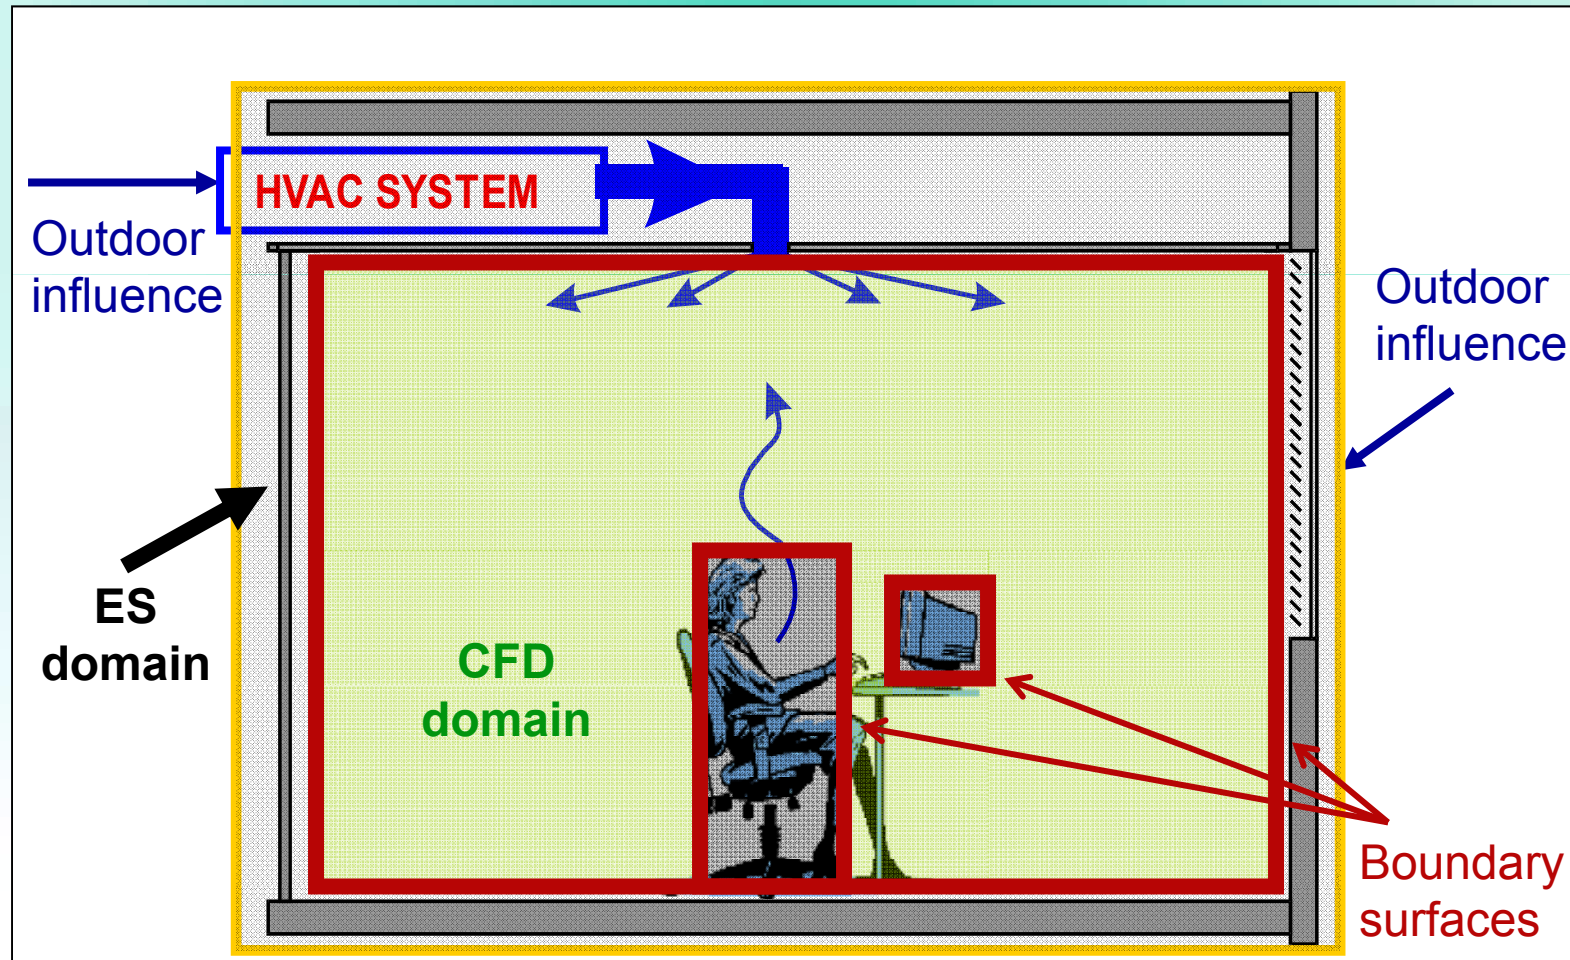 HVAC SYSTEM
Outdoor
influence
Outdoor
influence
ES
domain
CFD
domain
Boundary
surfaces